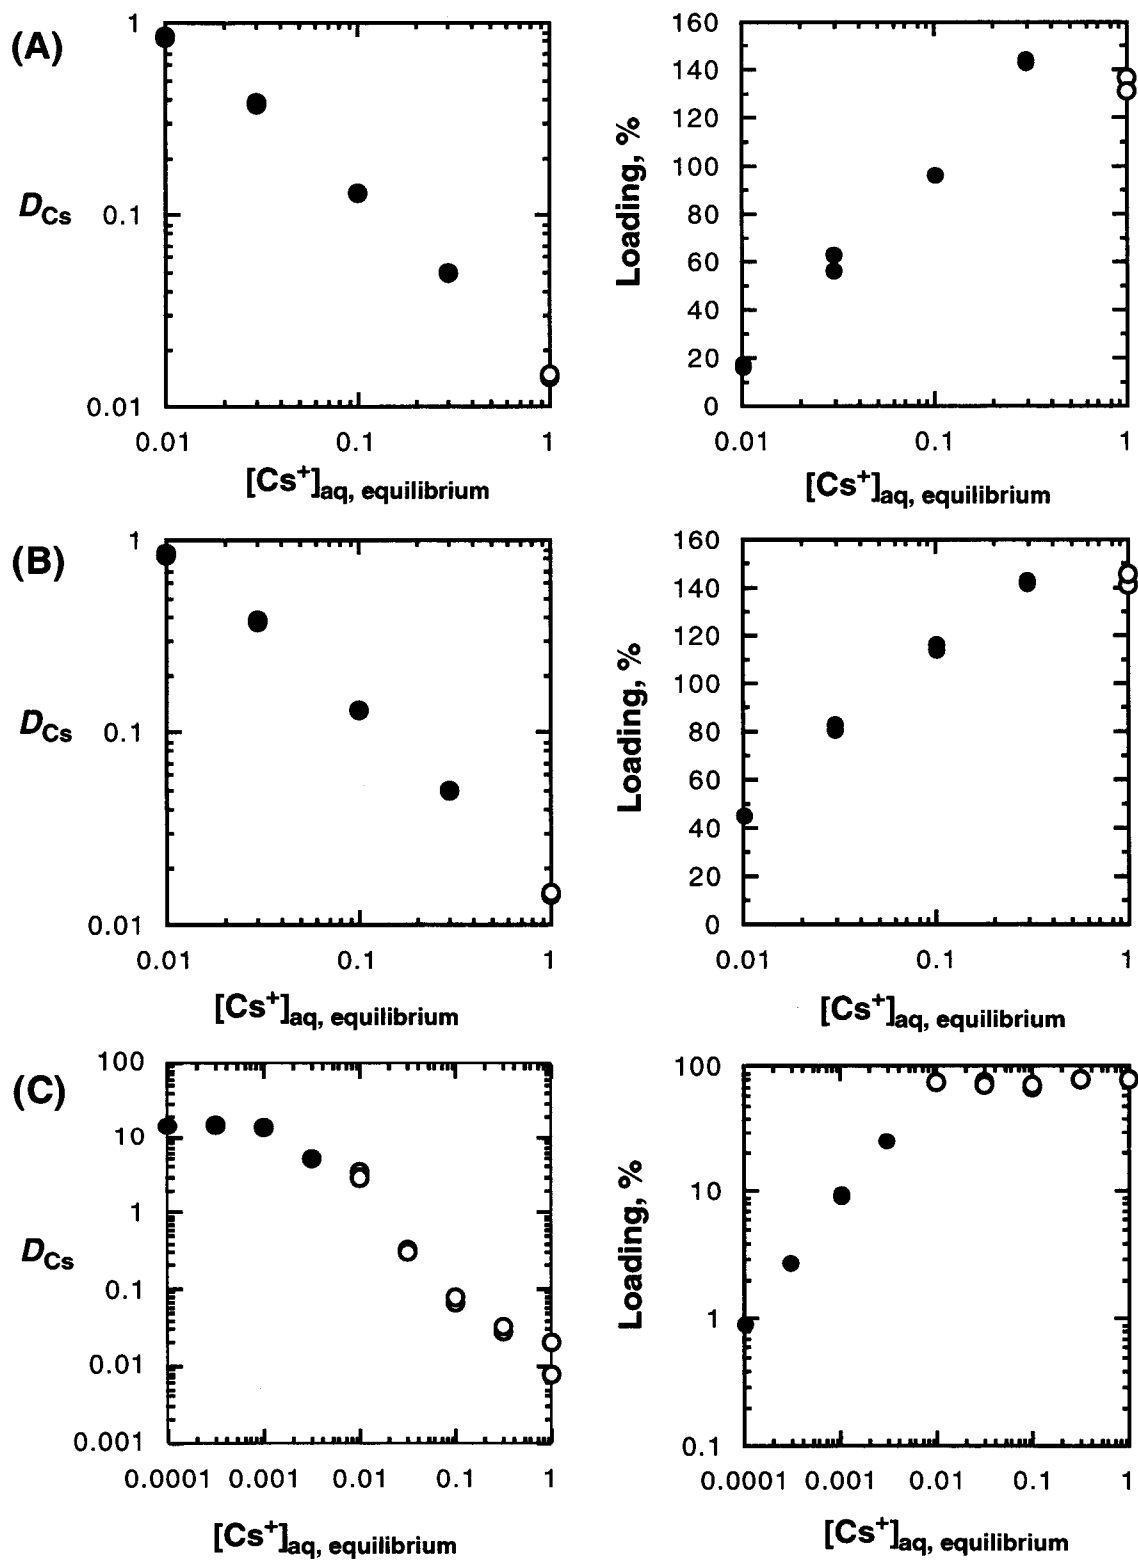 (A)
1
0.1
0.01
D_Cs
0.01 0.1 1
[Cs⁺]aq, equilibrium
160
140
120
100
80
60
40
20
0
Loading, %
0.01 0.1 1
[Cs⁺]aq, equilibrium
(B)
1
0.1
0.01
D_Cs
0.01 0.1 1
[Cs⁺]aq, equilibrium
160
140
120
100
80
60
40
20
0
Loading, %
0.01 0.1 1
[Cs⁺]aq, equilibrium
(C)
100
10
1
0.1
0.01
0.001
D_Cs
0.0001 0.001 0.01 0.1 1
[Cs⁺]aq, equilibrium
100
10
1
0.1
Loading, %
0.0001 0.001 0.01 0.1 1
[Cs⁺]aq, equilibrium